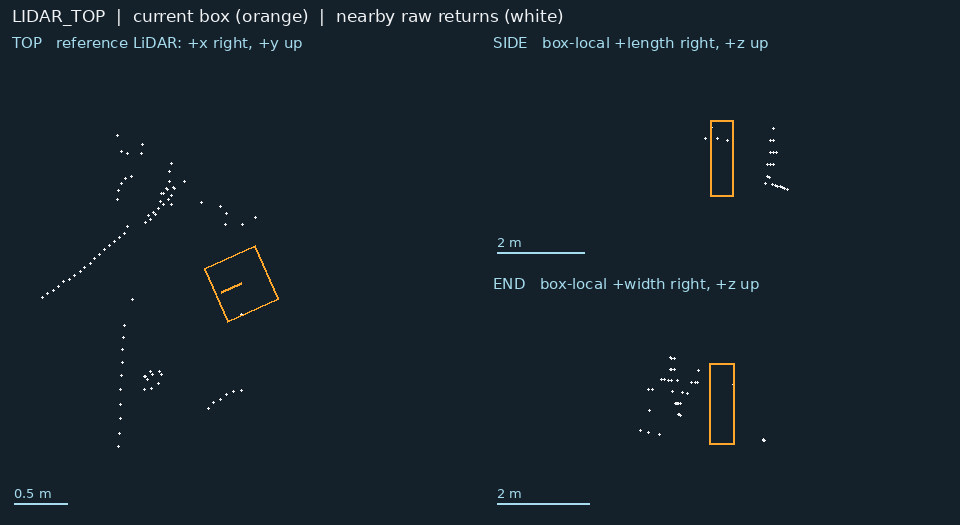 LIDAR_TOP | current box (orange) | nearby raw returns (white)
TOP reference LiDAR: +x right, +y up
SIDE box-local +length right, +z up
2 m
END box-local +width right, +z up
0.5 m
2 m